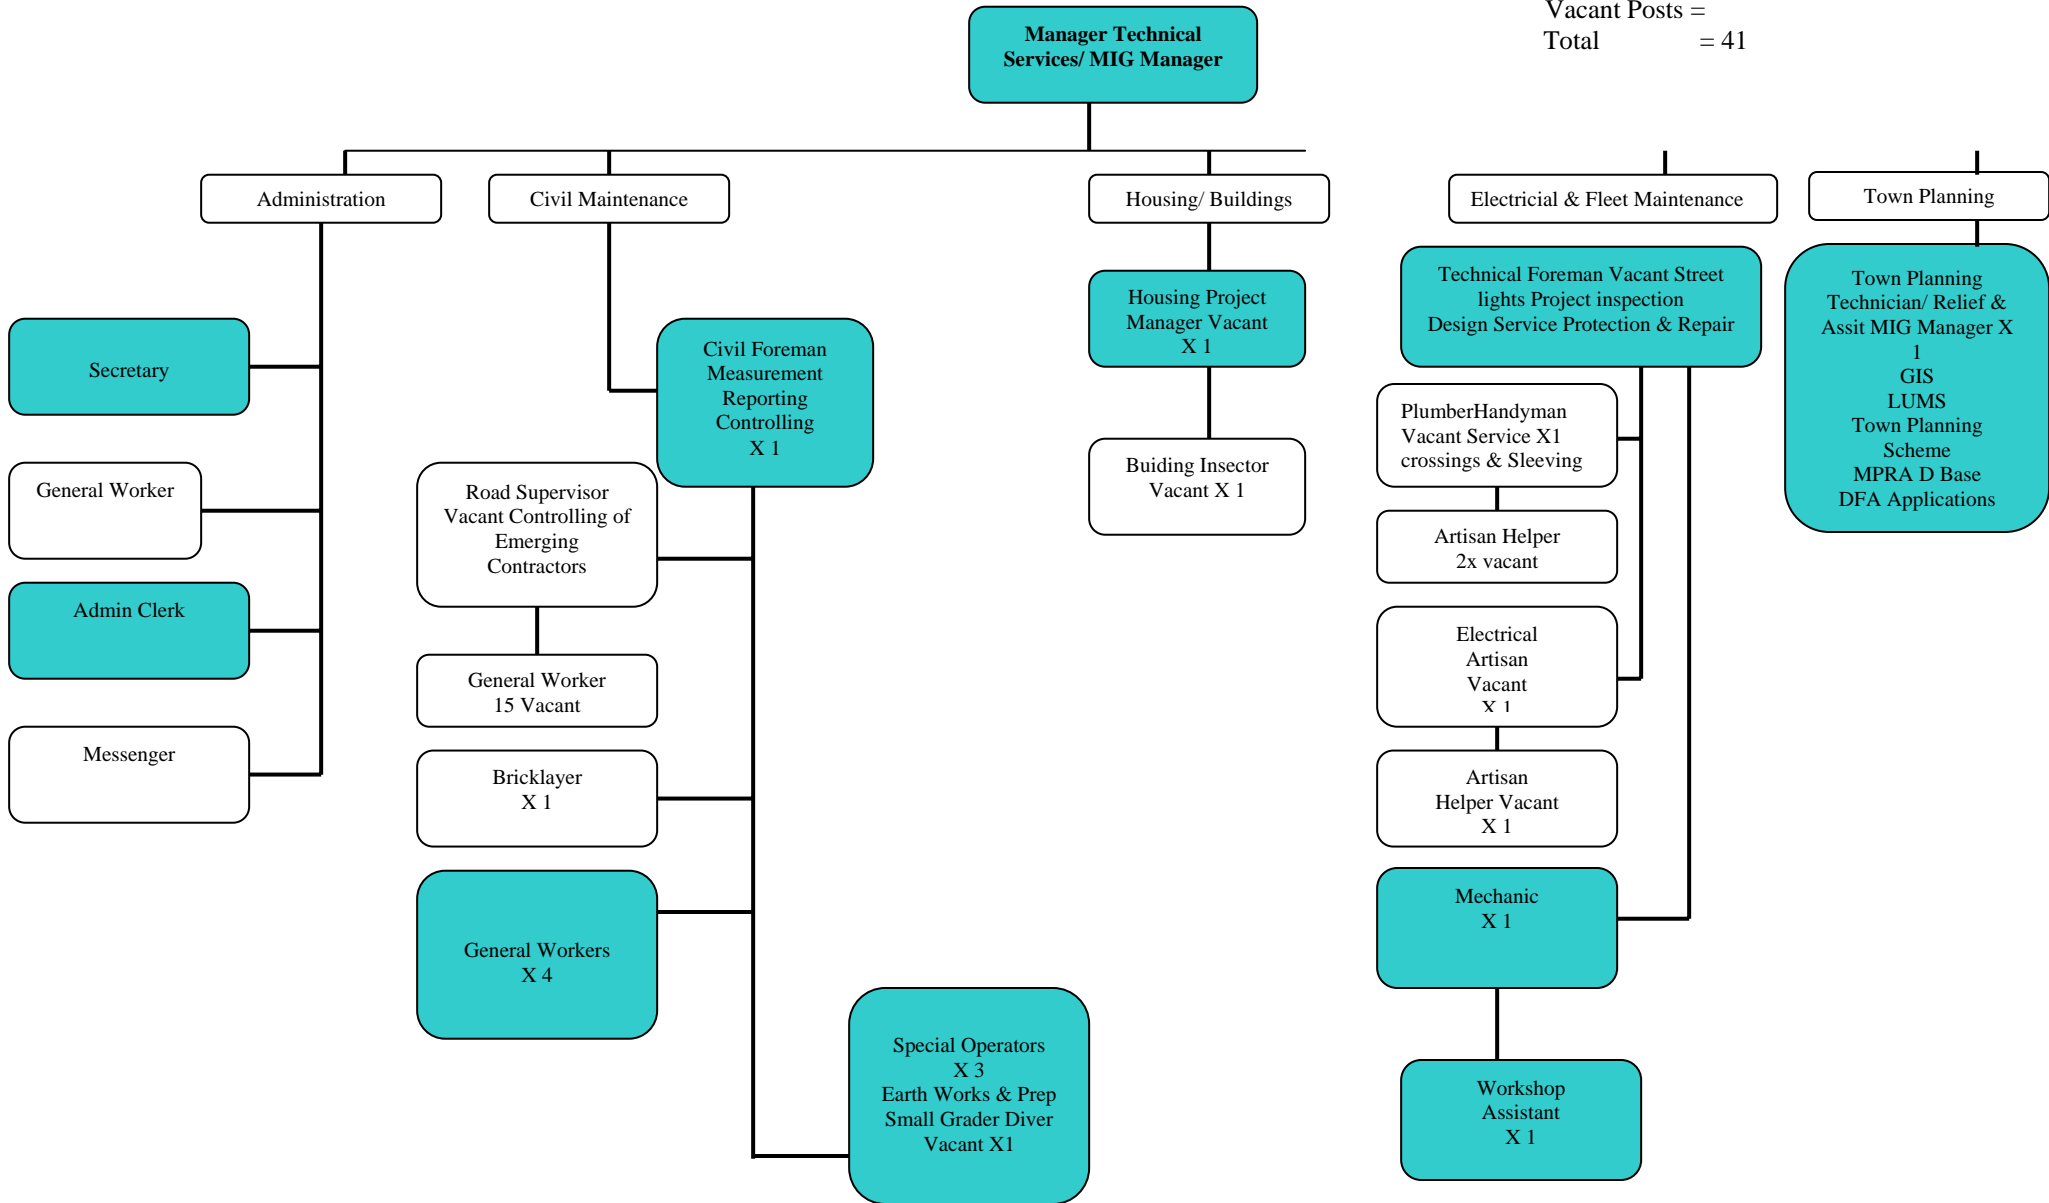 Vacant Posts =
Total = 41
Manager Technical
Services/ MIG Manager
Administration
Civil Maintenance
Housing/ Buildings
Electricial & Fleet Maintenance
Town Planning
Secretary
General Worker
Admin Clerk
Messenger
Civil Foreman
Measurement
Reporting
Controlling
X 1
Road Supervisor
Vacant Controlling of
Emerging
Contractors
General Worker
15 Vacant
Bricklayer
X 1
General Workers
X 4
Special Operators
X 3
Earth Works & Prep
Small Grader Diver
Vacant X1
Housing Project
Manager Vacant
X 1
Buiding Insector
Vacant X 1
Technical Foreman Vacant Street
lights Project inspection
Design Service Protection & Repair
PlumberHandyman
Vacant Service X1
crossings & Sleeving
Artisan Helper
2x vacant
Electrical
Artisan
Vacant
X 1
Artisan
Helper Vacant
X 1
Mechanic
X 1
Workshop
Assistant
X 1
Town Planning
Technician/ Relief &
Assit MIG Manager X
1
GIS
LUMS
Town Planning
Scheme
MPRA D Base
DFA Applications